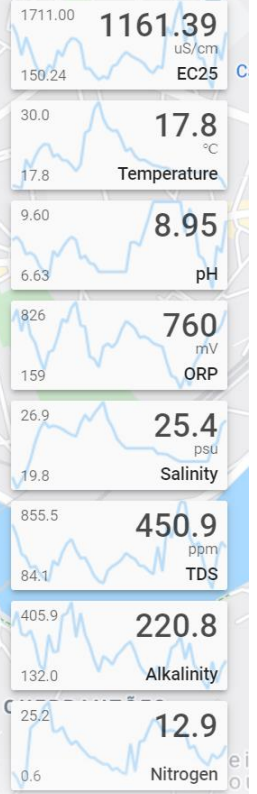 1711.00
1161.39
uS/cm
150.24
EC25
30.0
17.8
°C
17.8
Temperature
9.60
8.95
6.63
pH
826
760
mV
159
ORP
26.9
25.4
psu
19.8
Salinity
855.5
450.9
ppm
84.1
TDS
405.9
220.8
132.0
Alkalinity
25.2
12.9
0.6
Nitrogen